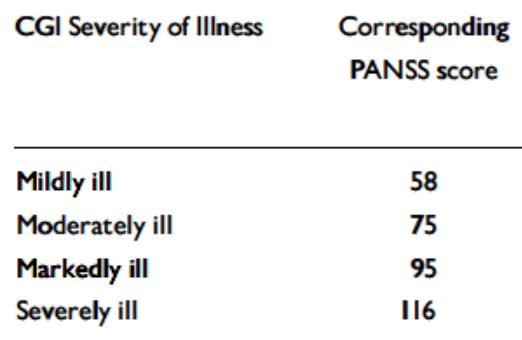 CGI Severity of Illness Corresponding
PANSS score
Mildly ill 58
Moderately ill 75
Markedly ill 95
Severely ill 116